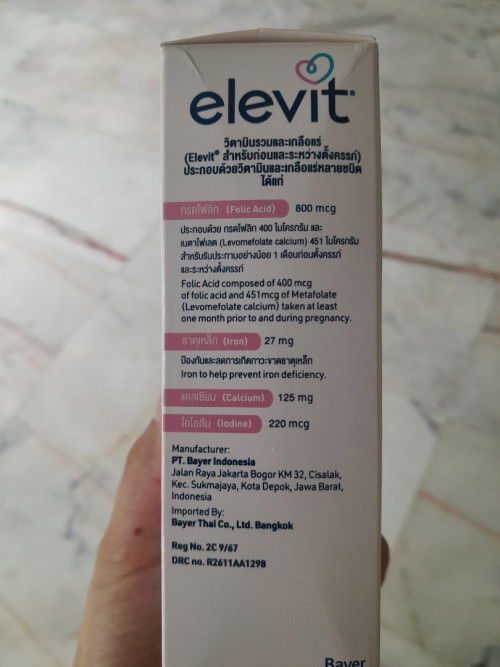 elevit
วิตามินรวมและเกลือแร่
(Elevit® สำหรับก่อนและระหว่างตั้งครรภ์)
ประกอบด้วยวิตามินและเกลือแร่หลายชนิด
ได้แก่
กรดโฟลิก (Folic Acid) 800 mcg
ประกอบด้วย กรดโฟลิก 400 ไมโครกรัม และ
เมตาโฟเลต (Levomefolate calcium) 451 ไมโครกรัม
สำหรับรับประทานอย่างน้อย 1 เดือนก่อนตั้งครรภ์
และระหว่างตั้งครรภ์
Folic Acid composed of 400 mcg
of folic acid and 451mcg of Metafolate
(Levomefolate calcium) taken at least
one month prior to and during pregnancy.
ธาตุเหล็ก (Iron) 27 mg
ป้องกันและลดการเกิดภาวะขาดธาตุเหล็ก
Iron to help prevent iron deficiency.
แคลเซียม (Calcium) 125 mg
ไอโอดีน (Iodine) 220 mcg
Manufacturer:
PT. Bayer Indonesia
Jalan Raya Jakarta Bogor KM 32, Cisalak,
Kec. Sukmajaya, Kota Depok, Jawa Barat,
Indonesia
Imported By:
Bayer Thai Co., Ltd. Bangkok
Reg No. 2C 9/67
DRC no. R2611AA1298
Bayer